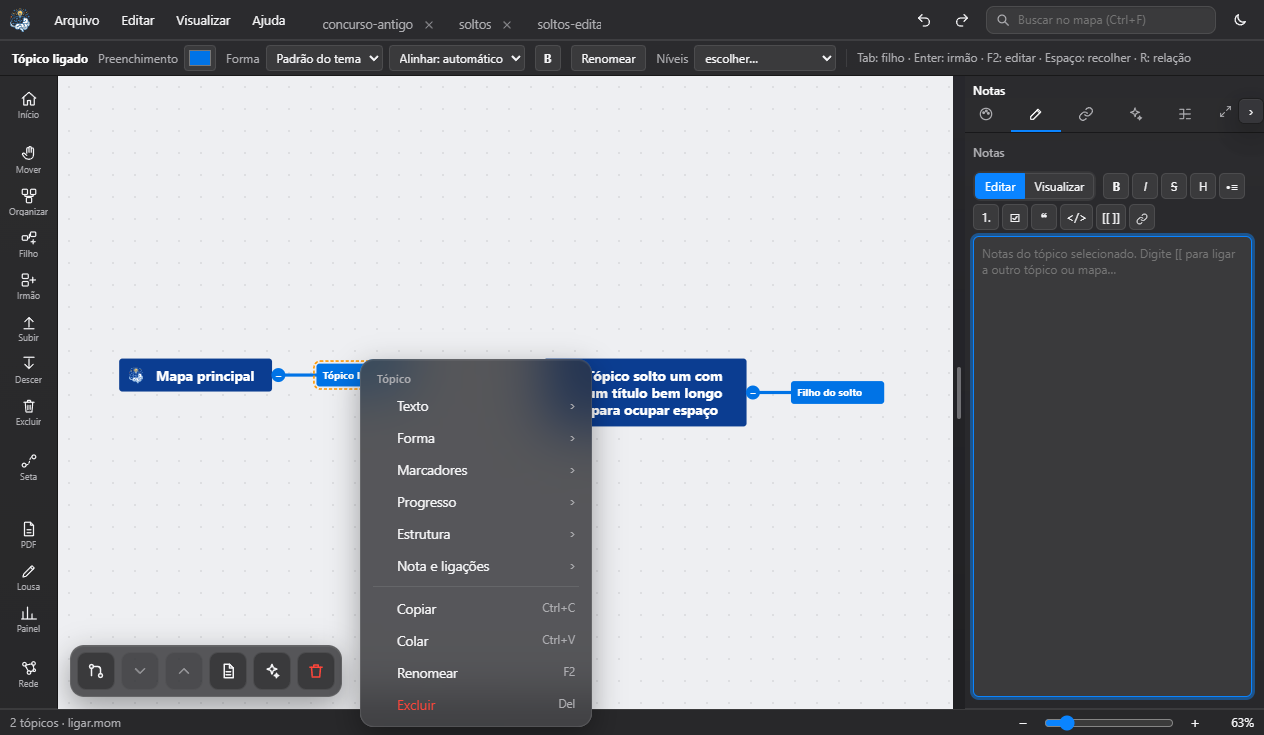 Arquivo Editar Visualizar Ajuda concurso-antigo × soltos × soltos-edita Buscar no mapa (Ctrl+F)
Tópico ligado Preenchimento Forma Padrão do tema Alinhar: automático B Renomear Níveis escolher... Tab: filho · Enter: irmão · F2: editar · Espaço: recolher · R: relação
Início
Mover
Organizar
Filho
Irmão
Subir
Descer
Excluir
Seta
PDF
Lousa
Painel
Rede
Mapa principal
Tópico
Tópico solto um com
um título bem longo
para ocupar espaço
Filho do solto
Tópico
Texto ›
Forma ›
Marcadores ›
Progresso ›
Estrutura ›
Nota e ligações ›
Copiar Ctrl+C
Colar Ctrl+V
Renomear F2
Excluir Del
Notas
Notas
Editar Visualizar B I S H •≡
1. ❝ </> [[ ]]
Notas do tópico selecionado. Digite [[ para ligar
a outro tópico ou mapa...
2 tópicos · ligar.mom − + 63%